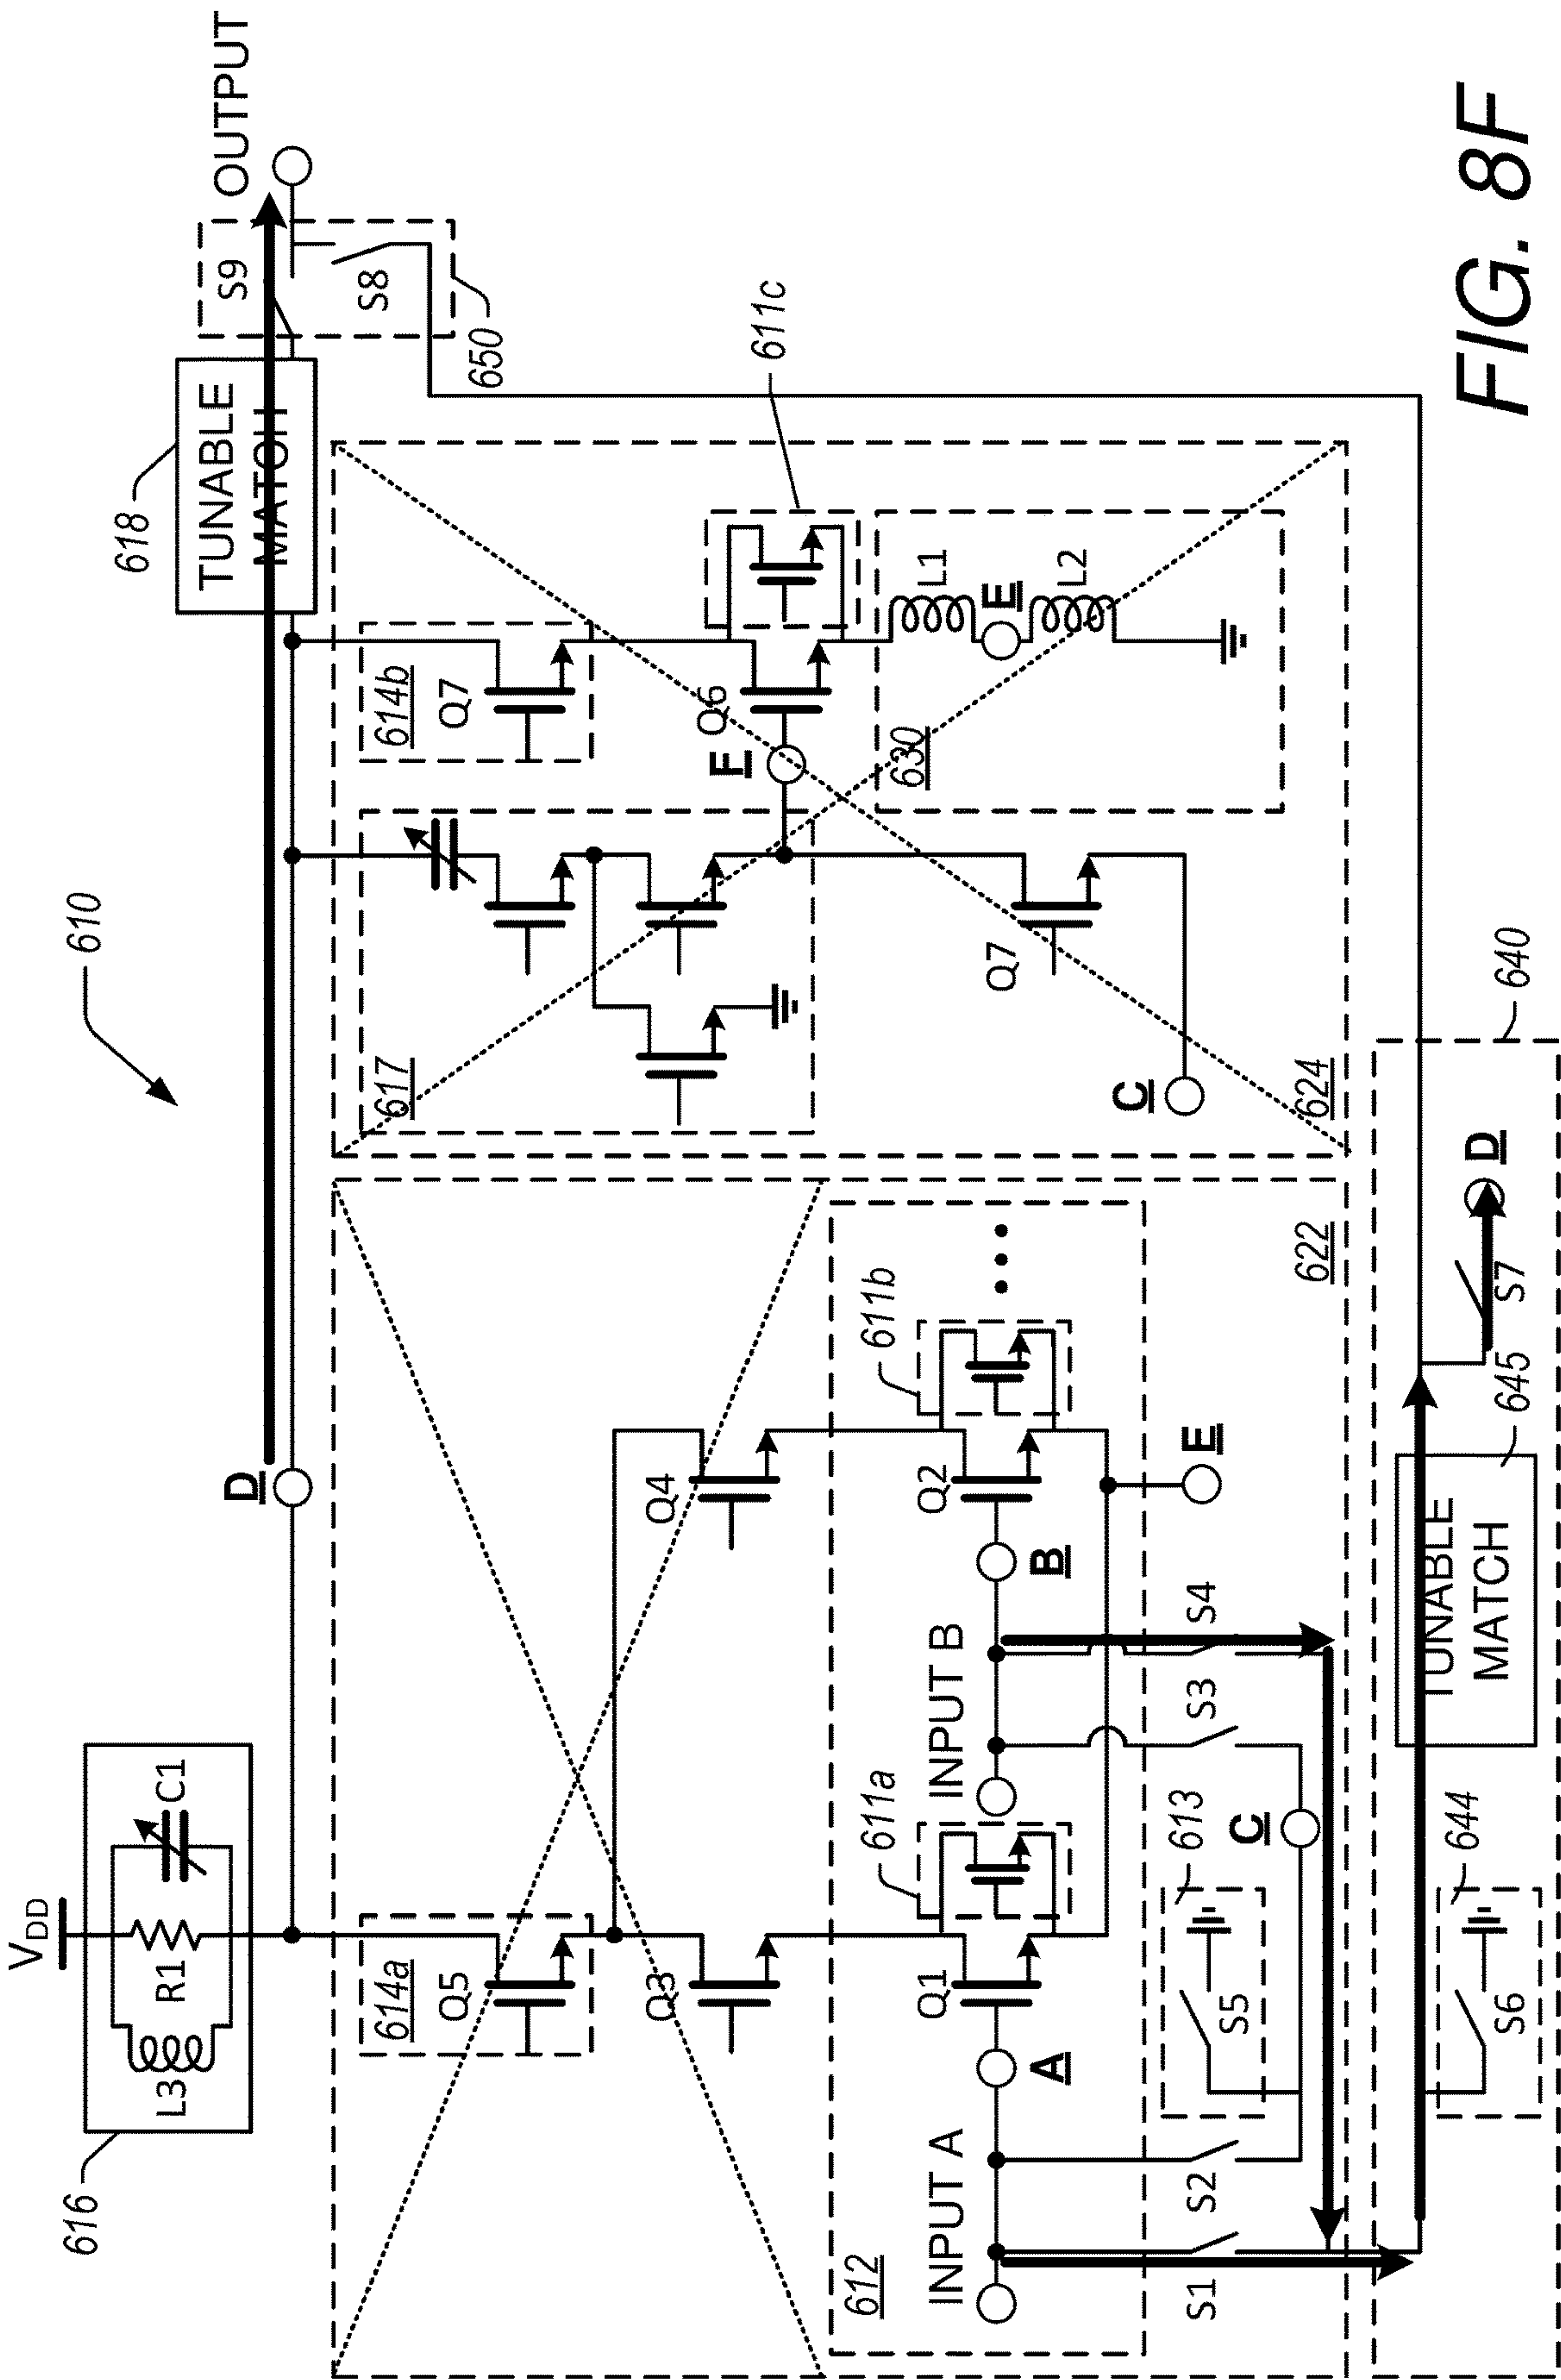 610
616
V_DD
L3
R1
C1
D
618
TUNABLE
MATCH
S9
OUTPUT
S8
650
614a
Q5
Q3
Q4
617
614b
Q7
Q6
F
611c
L1
E
L2
630
Q7
C
624
612
INPUT A
A
Q1
611a
INPUT B
B
Q2
611b
S1
S2
S5
613
C
S3
S4
E
622
S6
644
TUNABLE
MATCH
645
S7
D
640
FIG. 8F